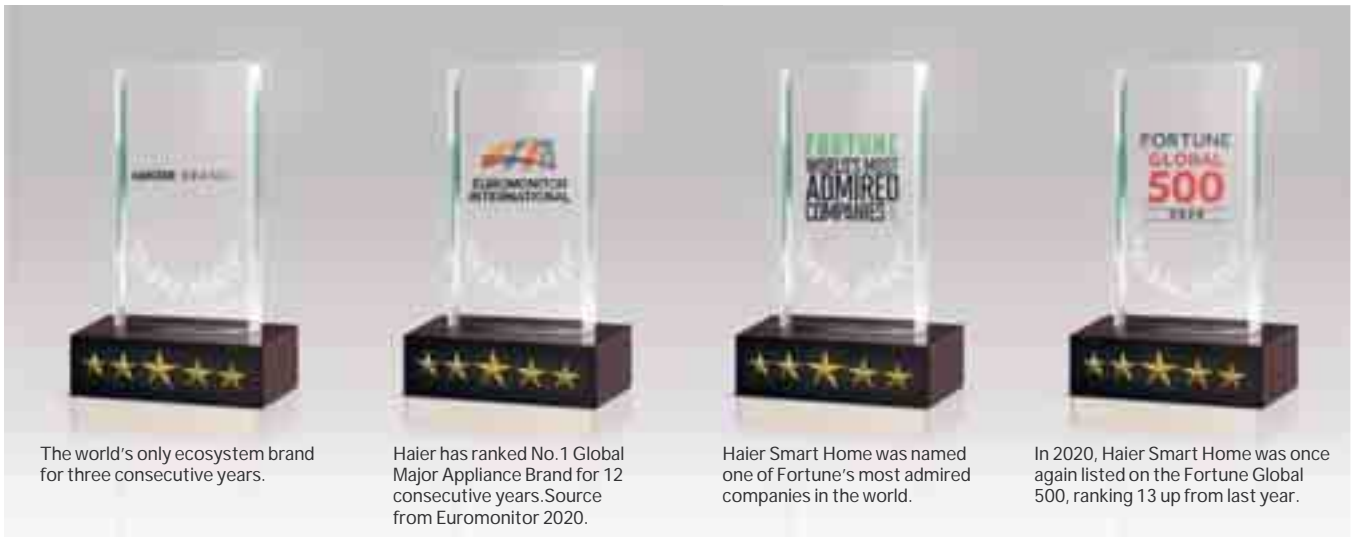 EUROMONITOR
INTERNATIONAL
FORTUNE
WORLD'S MOST
ADMIRED
COMPANIES
FORTUNE
GLOBAL
500
2020
The world's only ecosystem brand
for three consecutive years.
Haier has ranked No.1 Global
Major Appliance Brand for 12
consecutive years.Source
from Euromonitor 2020.
Haier Smart Home was named
one of Fortune's most admired
companies in the world.
In 2020, Haier Smart Home was once
again listed on the Fortune Global
500, ranking 13 up from last year.